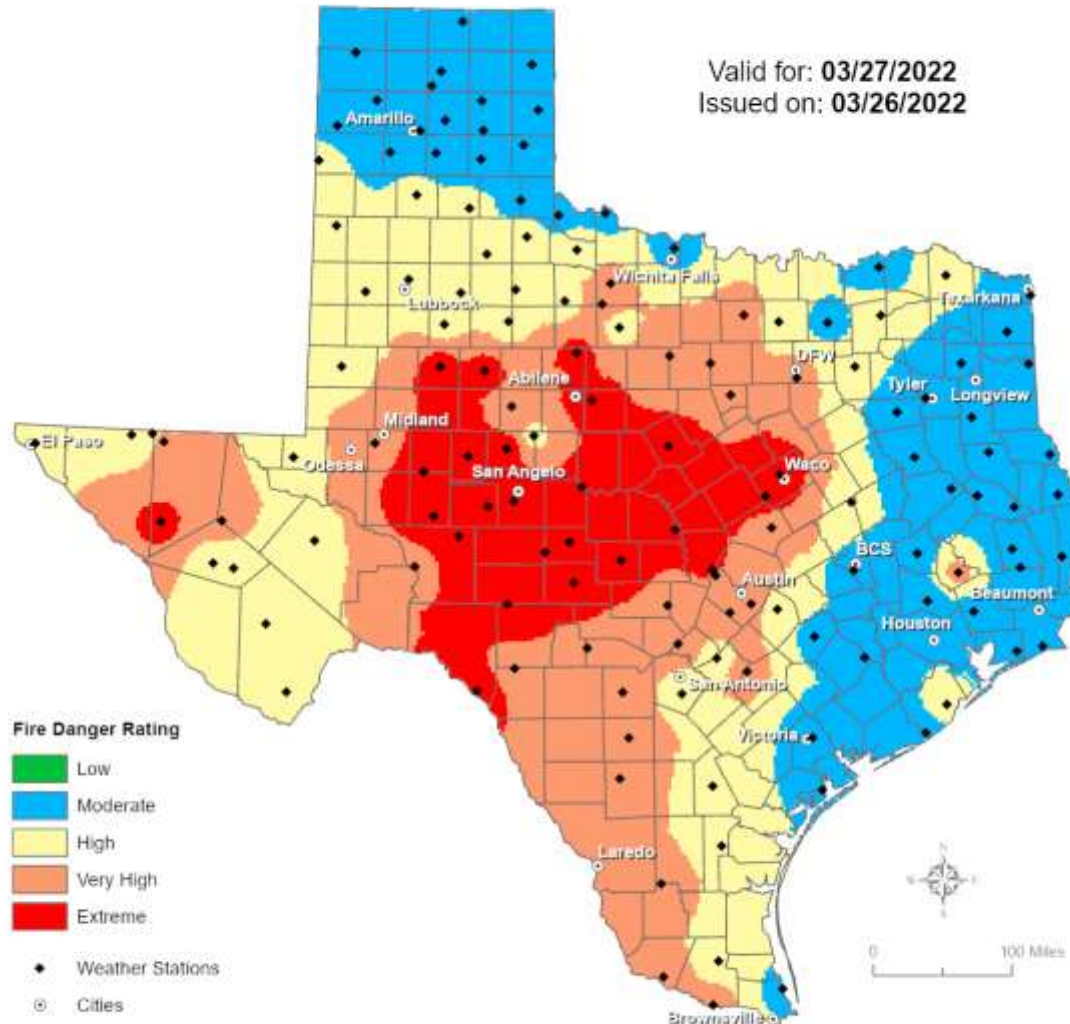 Valid for: 03/27/2022
Issued on: 03/26/2022
Amarillo
Wichita Falls
Lubbock
Texarkana
DFW
Abilene
Tyler
Longview
Midland
El Paso
Odessa
San Angelo
Waco
BCS
Austin
Beaumont
Houston
San Antonio
Victoria
Laredo
Brownsville
Fire Danger Rating
Low
Moderate
High
Very High
Extreme
Weather Stations
Cities
N
W
E
S
0 100 Miles